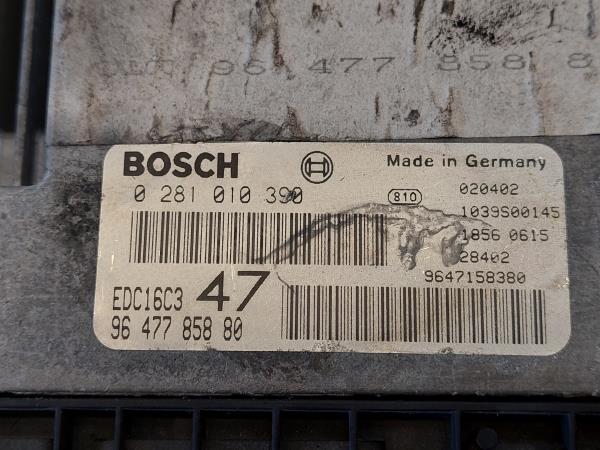 96 477 858 8
BOSCH
Made in Germany
0 281 010 390
810
020402
1039S00145
1856 0615
28402
9647158380
EDC16C3 47
96 477 858 80